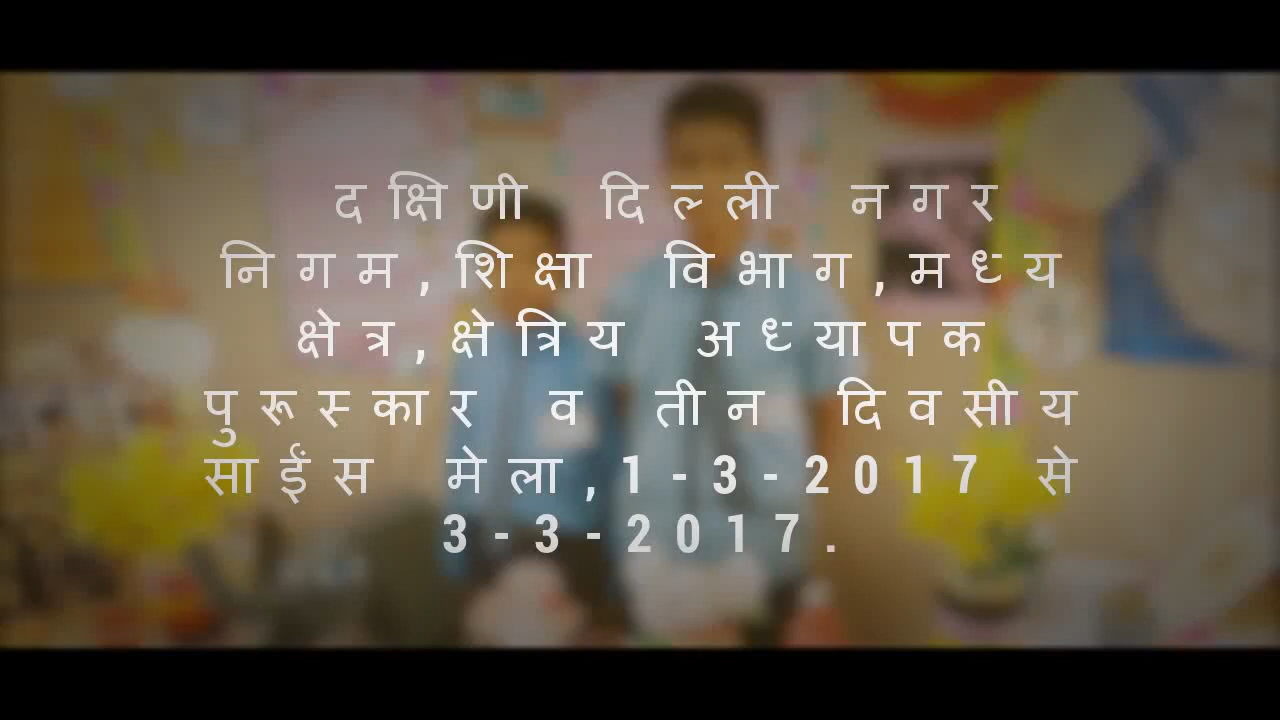 दक्षिणी दिल्ली नगर
निगम,शिक्षा विभाग,मध्य
क्षेत्र,क्षेत्रिय अध्यापक
पुरूस्कार व तीन दिवसीय
साईंस मेला,1-3-2017 से
3-3-2017.